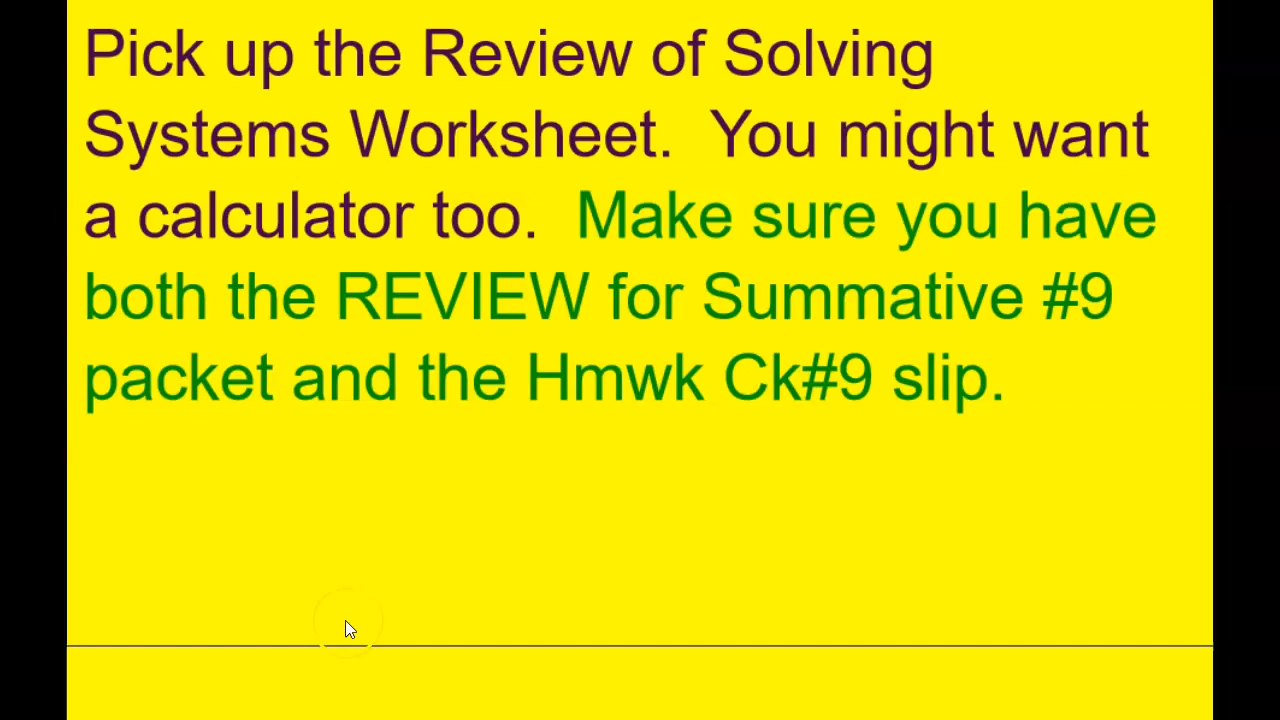 Pick up the Review of Solving
Systems Worksheet.  You might want
a calculator too.  Make sure you have
both the REVIEW for Summative #9
packet and the Hmwk Ck#9 slip.